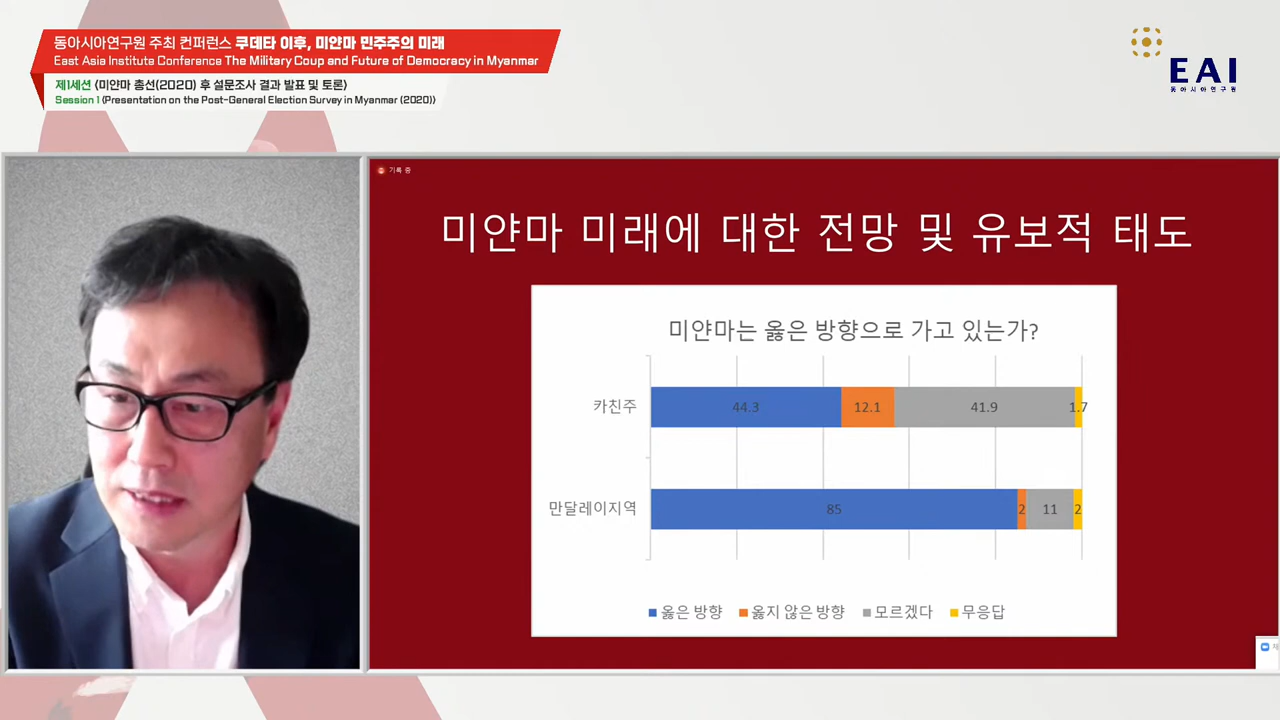 동아시아연구원 주최 컨퍼런스 쿠데타 이후, 미얀마 민주주의 미래
East Asia Institute Conference The Military Coup and Future of Democracy in Myanmar
제1세션 (미얀마 총선(2020) 후 설문조사 결과 발표 및 토론)
Session 1 (Presentation on the Post-General Election Survey in Myanmar (2020))
EAI
동아시아연구원
기록 중
미얀마 미래에 대한 전망 및 유보적 태도
미얀마는 옳은 방향으로 가고 있는가?
카친주 44.3 12.1 41.9 1.7
만달레이지역 85 2 11 2
옳은 방향 옳지 않은 방향 모르겠다 무응답